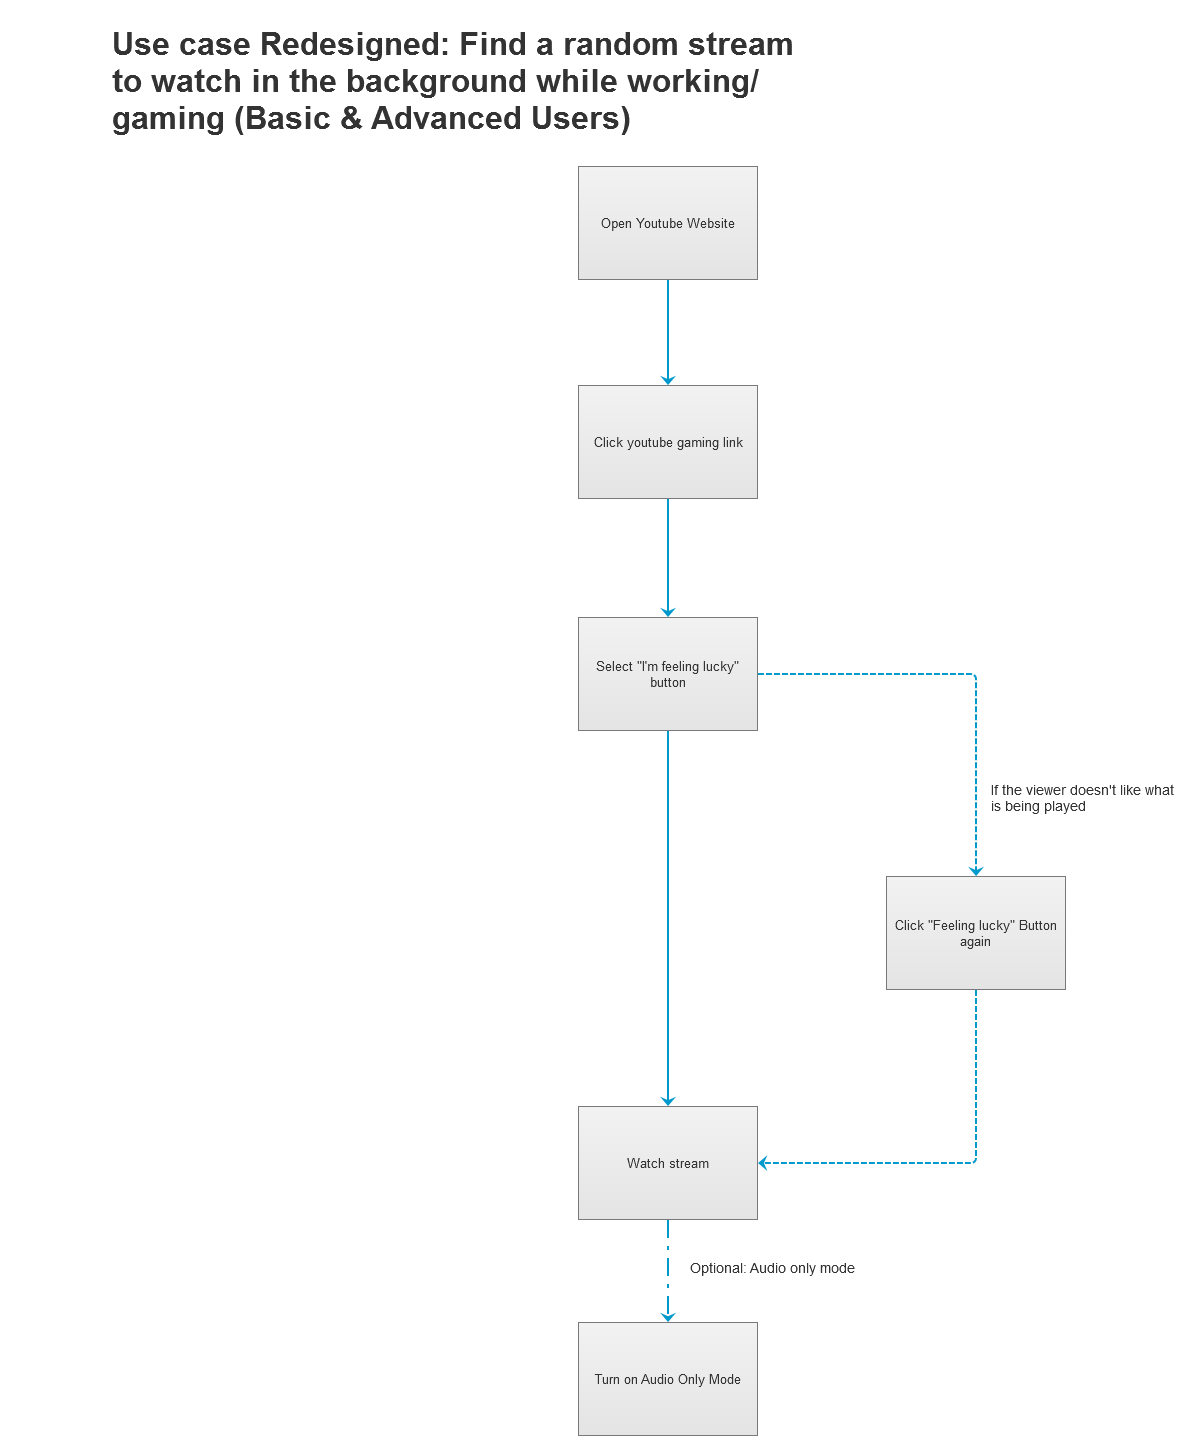 Use case Redesigned: Find a random stream
to watch in the background while working/
gaming (Basic & Advanced Users)
Open Youtube Website
Click youtube gaming link
Select "I'm feeling lucky"
button
If the viewer doesn't like what
is being played
Click "Feeling lucky" Button
again
Watch stream
Optional: Audio only mode
Turn on Audio Only Mode